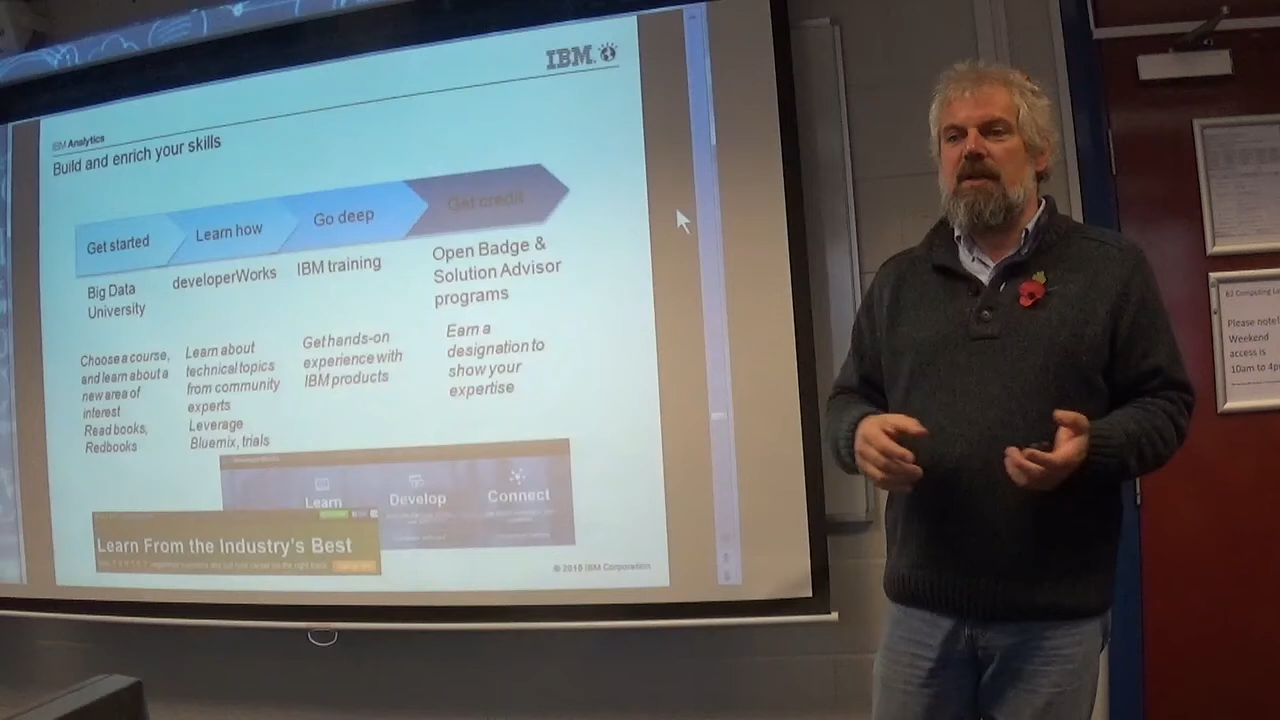 IBM
IBM Analytics
Build and enrich your skills
Get started
Learn how
Go deep
Get credit
Big Data
University
developerWorks
IBM training
Open Badge &
Solution Advisor
programs
Choose a course,
and learn about a
new area of
interest
Read books,
Redbooks
Learn about
technical topics
from community
experts
Leverage
Bluemix, trials
Get hands-on
experience with
IBM products
Earn a
designation to
show your
expertise
Learn
Develop
Connect
Learn From the Industry's Best
© 2015 IBM Corporation
Please note!
Weekend
access is
10am to 4p